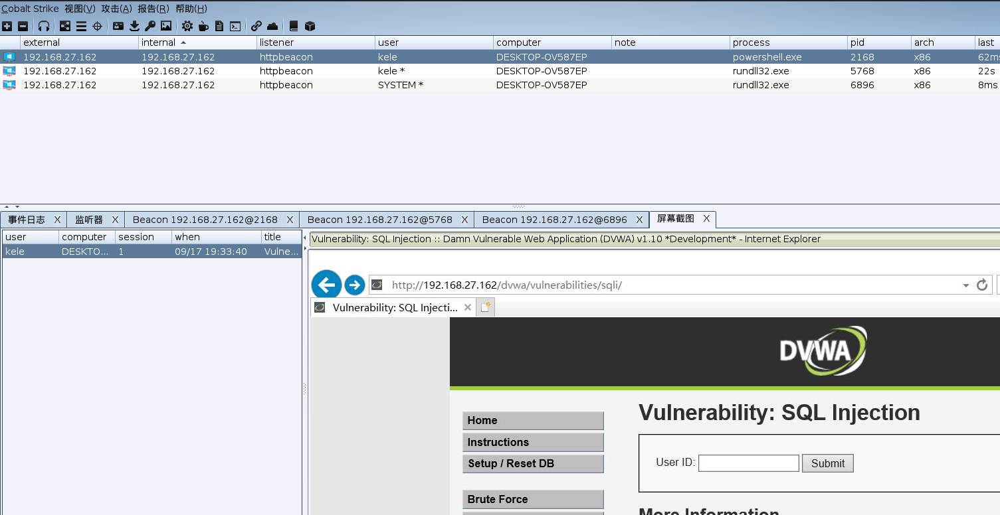 Cobalt Strike 视图(V) 攻击(A) 报告(R) 帮助(H)
external internal listener user computer note process pid arch last
192.168.27.162 192.168.27.162 httpbeacon kele DESKTOP-OV587EP powershell.exe 2168 x86 62ms
192.168.27.162 192.168.27.162 httpbeacon kele * DESKTOP-OV587EP rundll32.exe 5768 x86 22s
192.168.27.162 192.168.27.162 httpbeacon SYSTEM * DESKTOP-OV587EP rundll32.exe 6896 x86 8ms
事件日志 X 监听器 X Beacon 192.168.27.162@2168 X Beacon 192.168.27.162@5768 X Beacon 192.168.27.162@6896 X 屏幕截图 X
user computer session when title
kele DESKTO... 1 09/17 19:33:40 Vulne...
Vulnerability: SQL Injection :: Damn Vulnerable Web Application (DVWA) v1.10 *Development* - Internet Explorer
http://192.168.27.162/dvwa/vulnerabilities/sqli/
Vulnerability: SQL Injecti...
DVWA
Home
Instructions
Setup / Reset DB
Brute Force
Vulnerability: SQL Injection
User ID: Submit
More Information